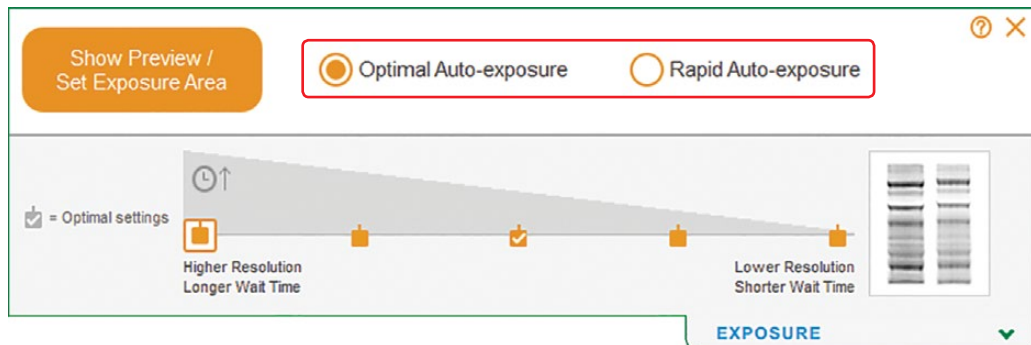 Show Preview /
Set Exposure Area
Optimal Auto-exposure
Rapid Auto-exposure
= Optimal settings
Higher Resolution
Longer Wait Time
Lower Resolution
Shorter Wait Time
EXPOSURE